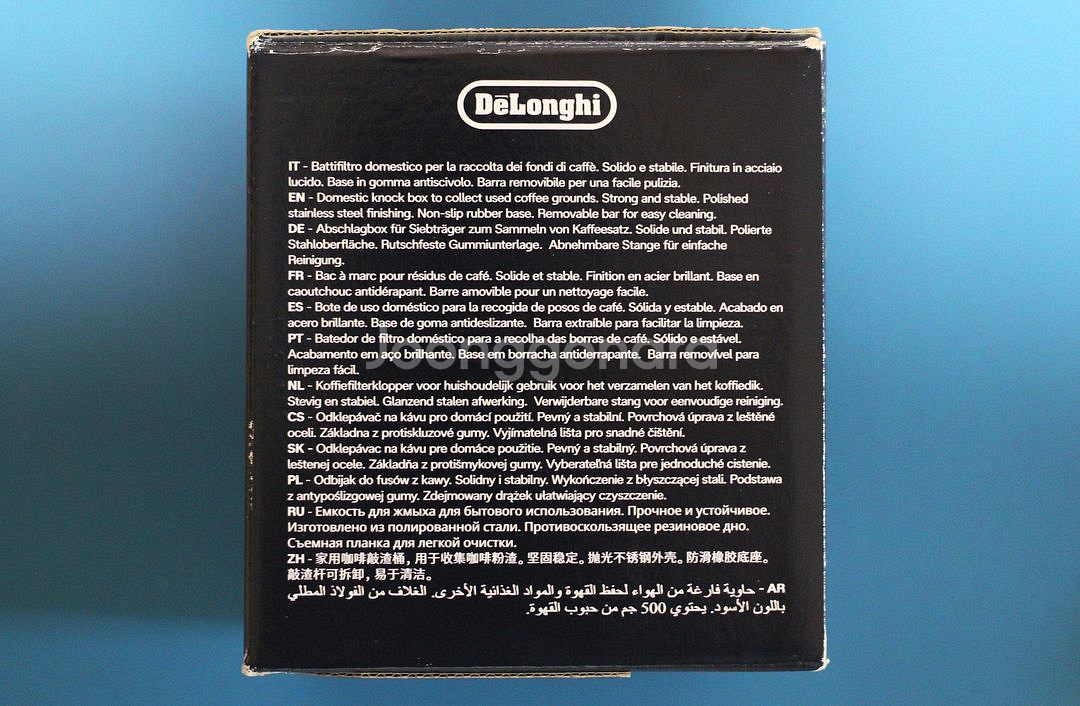 DeLonghi
IT - Battifiltro domestico per la raccolta dei fondi di caffè. Solido e stabile. Finitura in acciaio
lucido. Base in gomma antiscivolo. Barra removibile per una facile pulizia.
EN - Domestic knock box to collect used coffee grounds. Strong and stable. Polished
stainless steel finishing. Non-slip rubber base. Removable bar for easy cleaning.
DE - Abschlagbox für Siebträger zum Sammeln von Kaffeesatz. Solide und stabil. Polierte
Stahloberfläche. Rutschfeste Gummiunterlage. Abnehmbare Stange für einfache
Reinigung.
FR - Bac à marc pour résidus de café. Solide et stable. Finition en acier brillant. Base en
caoutchouc antidérapant. Barre amovible pour un nettoyage facile.
ES - Bote de uso doméstico para la recogida de posos de café. Sólida y estable. Acabado en
acero brillante. Base de goma antideslizante. Barra extraíble para facilitar la limpieza.
PT - Batedor de filtro doméstico para a recolha das borras de café. Sólido e estável.
Acabamento em aço brilhante. Base em borracha antiderrapante. Barra removível para
limpeza fácil.
NL - Koffiefilterklopper voor huishoudelijk gebruik voor het verzamelen van het koffiedik.
Stevig en stabiel. Glanzend stalen afwerking. Verwijderbare stang voor eenvoudige reiniging.
CS - Odklepávač na kávu pro domácí použití. Pevný a stabilní. Povrchová úprava z leštěné
oceli. Základna z protiskluzové gumy. Vyjímatelná lišta pro snadné čištění.
SK - Odklepávac na kávu pre domáce použitie. Pevný a stabilný. Povrchová úprava z
leštenej ocele. Základňa z protišmykovej gumy. Vyberateľná lišta pre jednoduché cistenie.
PL - Odbijak do fusów z kawy. Solidny i stabilny. Wykończenie z błyszczącej stali. Podstawa
z antypoślizgowej gumy. Zdejmowany drążek ułatwiający czyszczenie.
RU - Емкость для жмыха для бытового использования. Прочное и устойчивое.
Изготовлено из полированной стали. Противоскользящее резиновое дно.
Съемная планка для легкой очистки.
ZH - 家用咖啡敲渣桶，用于收集咖啡粉渣。坚固稳定。抛光不锈钢外壳。防滑橡胶底座。
敲渣杆可拆卸，易于清洁。
AR - حاوية فارغة من الهواء لحفظ القهوة والمواد الغذائية الأخرى. الغلاف من الفولاذ المطلي
باللون الأسود. يحتوي 500 جم من حبوب القهوة.
Joonggonara